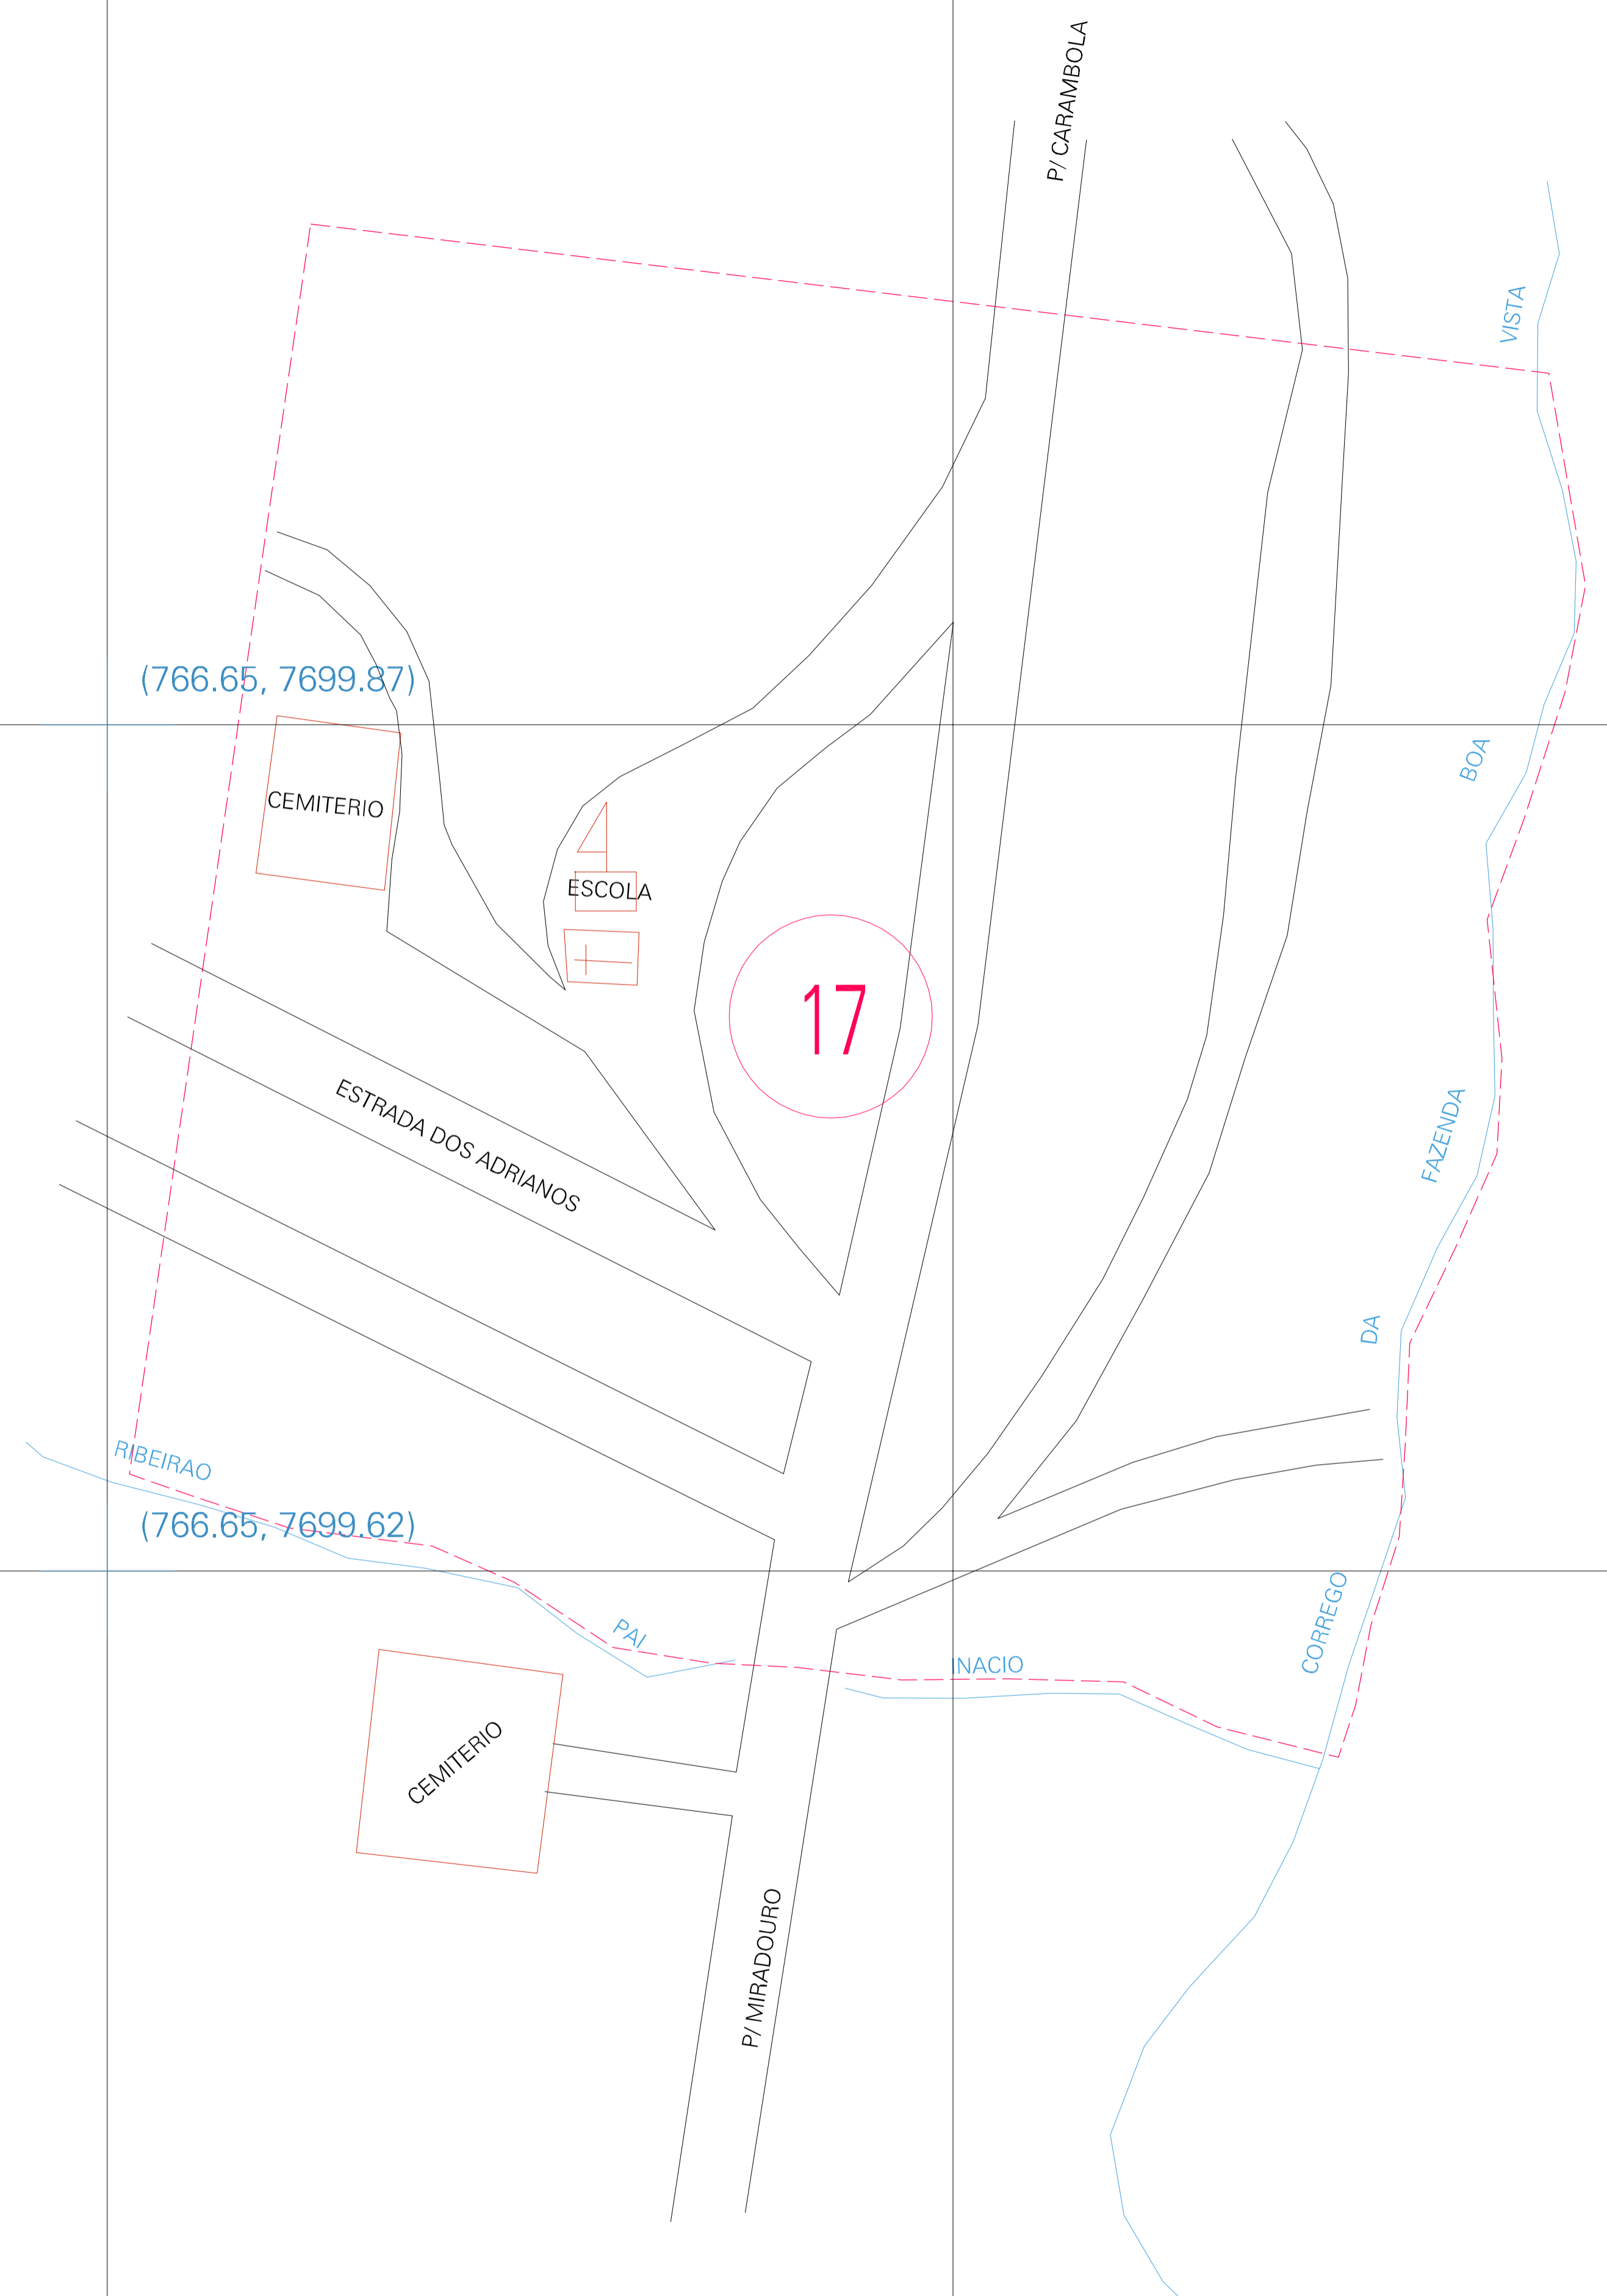 P/ CARAMBOLA
VISTA
(766.65, 7699.87)
BOA
CEMITERIO
ESCOLA
17
ESTRADA DOS ADRIANOS
FAZENDA
DA
RIBEIRAO
(766.65, 7699.62)
CORREGO
PAI
INACIO
CEMITERIO
P/ MIRADOURO